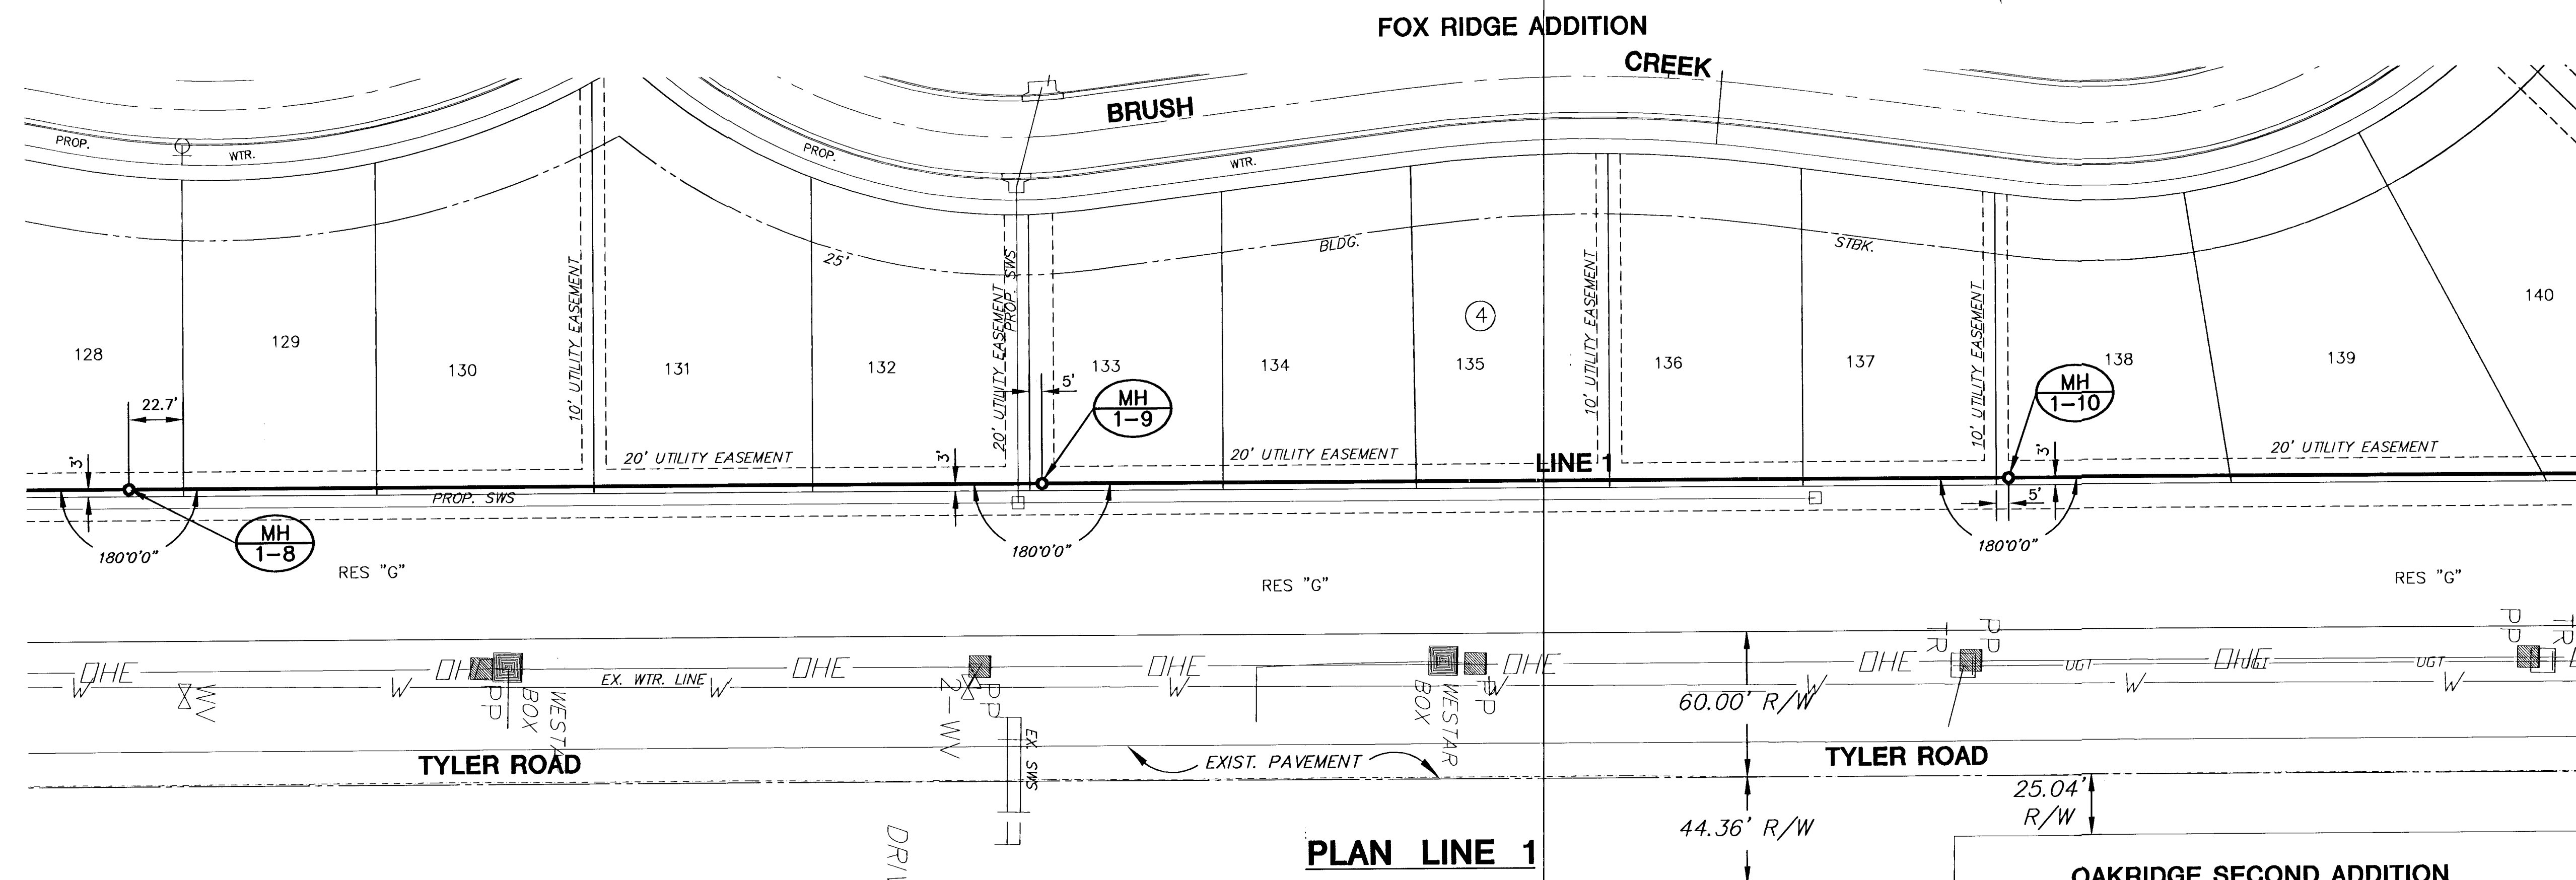 FOX RIDGE ADDITION
BRUSH CREEK
PROP. WTR.
PROP. WTR.
25' BLDG. STBK.
10' UTILITY EASEMENT
20' UTILITY EASEMENT
PROP. SWS
10' UTILITY EASEMENT
10' UTILITY EASEMENT
128
129
130
131
132
133
134
135
4
136
137
138
139
140
22.7'
5'
MH
1-9
MH
1-10
3'
20' UTILITY EASEMENT
3'
20' UTILITY EASEMENT
LINE 1
3'
20' UTILITY EASEMENT
PROP. SWS
5'
MH
1-8
180°0'0"
180°0'0"
180°0'0"
RES "G"
RES "G"
RES "G"
OHE
OHE
OHE
OHE
OHE
OHE
W
W
EX. WTR. LINE
W
W
W
W
W
W
WV
PP
BOX
2-WV
PP
BOX
WESTAR
PP
TR
PP
UGT
UGT
UGT
PP
TR
60.00' R/W
EX. SWS
TYLER ROAD
EXIST. PAVEMENT
TYLER ROAD
25.04'
R/W
44.36' R/W
PLAN LINE 1
OAKRIDGE SECOND ADDITION